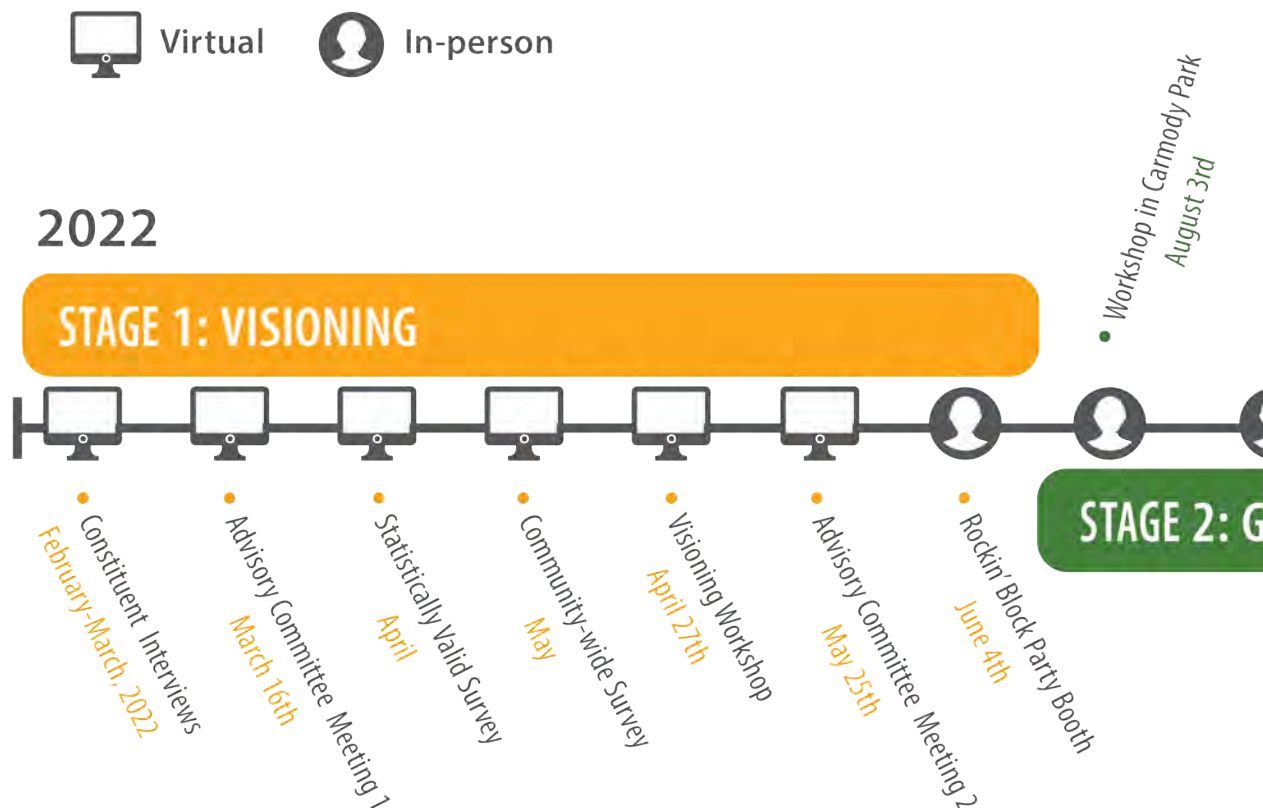 Virtual
In-person
Workshop in Carmody Park
August 3rd
2022
STAGE 1: VISIONING
STAGE 2: G
Constituent Interviews
February-March, 2022
Advisory Committee Meeting 1
March 16th
Statistically Valid Survey
April
Community-wide Survey
May
Visioning Workshop
April 27th
Advisory Committee Meeting 2
May 25th
Rockin' Block Party Booth
June 4th